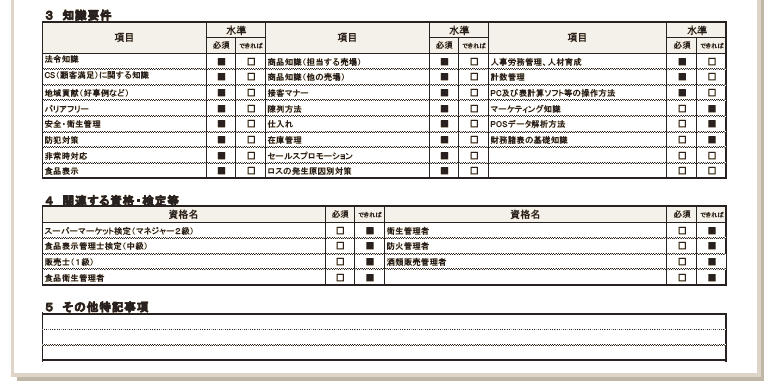 3 知識要件
項目 水準 項目 水準 項目 水準
必須 できれば 必須 できれば 必須 できれば
法令知識 ■ □ 商品知識(担当する売場) ■ □ 人事労務管理、人材育成 ■ □
CS(顧客満足)に関する知識 ■ □ 商品知識(他の売場) ■ □ 計数管理 ■ □
地域貢献(好事例など) ■ □ 接客マナー ■ □ PC及び表計算ソフト等の操作方法 ■ □
バリアフリー ■ □ 陳列方法 ■ □ マーケティング知識 □ ■
安全・衛生管理 ■ □ 仕入れ ■ □ POSデータ解析方法 □ ■
防犯対策 ■ □ 在庫管理 ■ □ 財務諸表の基礎知識 □ ■
非常時対応 ■ □ セールスプロモーション ■ □ □ □
食品表示 ■ □ ロスの発生原因別対策 ■ □ □ □
4 関連する資格・検定等
資格名 必須 できれば 資格名 必須 できれば
スーパーマーケット検定(マネジャー2級) □ ■ 衛生管理者 □ ■
食品表示管理士検定(中級) □ ■ 防火管理者 □ ■
販売士(1級) □ ■ 酒類販売管理者 □ ■
食品衛生管理者 □ ■ □ ■
5 その他特記事項